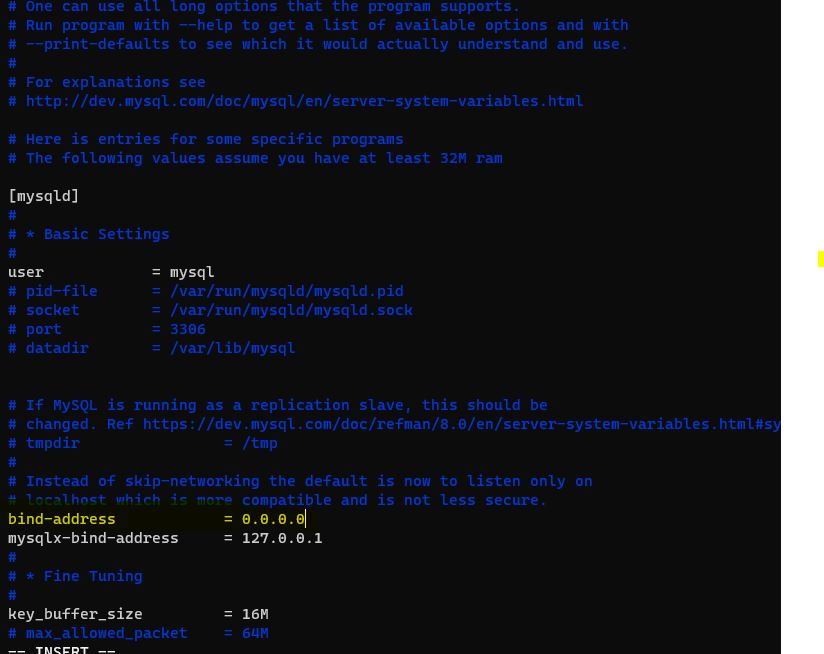 # One can use all long options that the program supports.
# Run program with --help to get a list of available options and with
# --print-defaults to see which it would actually understand and use.
#
# For explanations see
# http://dev.mysql.com/doc/mysql/en/server-system-variables.html
# Here is entries for some specific programs
# The following values assume you have at least 32M ram
[mysqld]
#
# * Basic Settings
#
user = mysql
# pid-file = /var/run/mysqld/mysqld.pid
# socket = /var/run/mysqld/mysqld.sock
# port = 3306
# datadir = /var/lib/mysql
# If MySQL is running as a replication slave, this should be
# changed. Ref https://dev.mysql.com/doc/refman/8.0/en/server-system-variables.html#sy
# tmpdir = /tmp
#
# Instead of skip-networking the default is now to listen only on
# localhost which is more compatible and is not less secure.
bind-address = 0.0.0.0
mysqlx-bind-address = 127.0.0.1
#
# * Fine Tuning
#
key_buffer_size = 16M
# max_allowed_packet = 64M
-- INSERT --